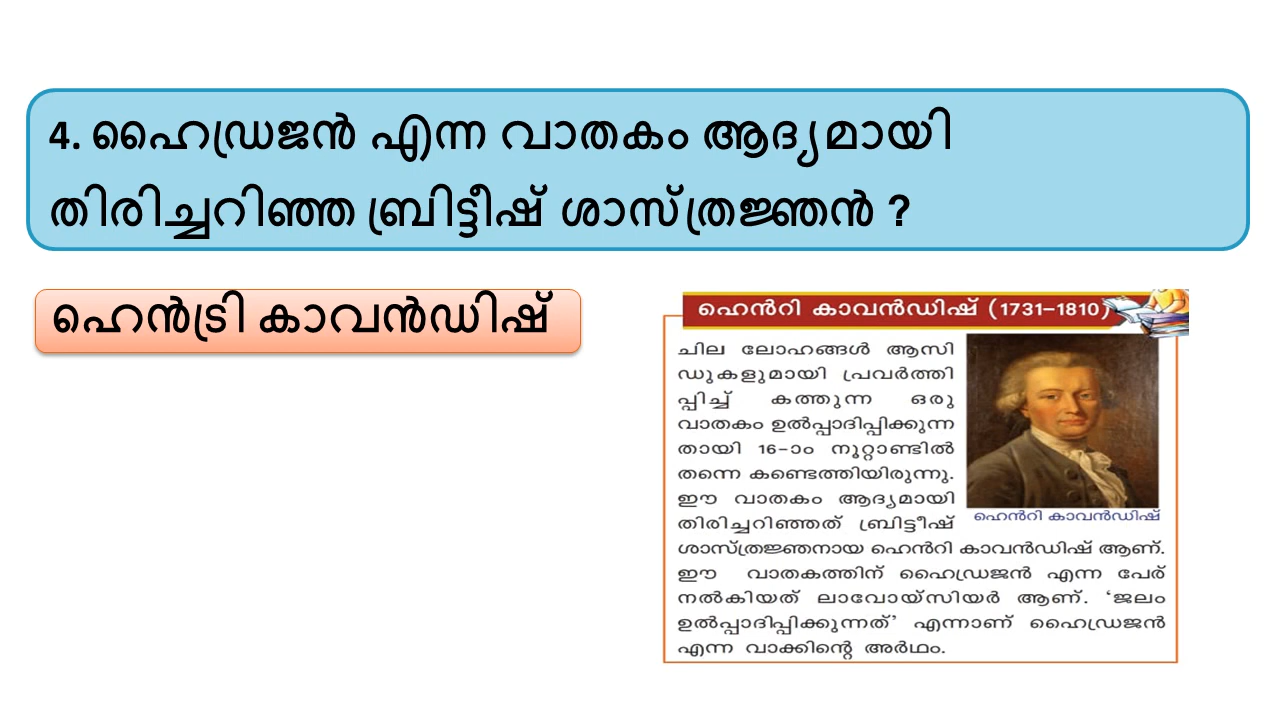 4. ഹൈഡ്രജൻ എന്ന വാതകം ആദ്യമായി
തിരിച്ചറിഞ്ഞ ബ്രിട്ടീഷ് ശാസ്ത്രജ്ഞൻ ?
ഹെൻട്രി കാവൻഡിഷ്
ഹെൻറി കാവൻഡിഷ് (1731–1810)
ചില ലോഹങ്ങൾ ആസി
ഡുകളുമായി പ്രവർത്തി
പ്പിച്ച് കത്തുന്ന ഒരു
വാതകം ഉൽപ്പാദിപ്പിക്കുന്ന
തായി 16-ാം നൂറ്റാണ്ടിൽ
തന്നെ കണ്ടെത്തിയിരുന്നു.
ഈ വാതകം ആദ്യമായി
തിരിച്ചറിഞ്ഞത് ബ്രിട്ടീഷ്
ശാസ്ത്രജ്ഞനായ ഹെൻറി കാവൻഡിഷ് ആണ്.
ഈ വാതകത്തിന് ഹൈഡ്രജൻ എന്ന പേര്
നൽകിയത് ലാവോയ്സിയർ ആണ്. ‘ജലം
ഉൽപ്പാദിപ്പിക്കുന്നത്’ എന്നാണ് ഹൈഡ്രജൻ
എന്ന വാക്കിന്റെ അർഥം.
ഹെൻറി കാവൻഡിഷ്